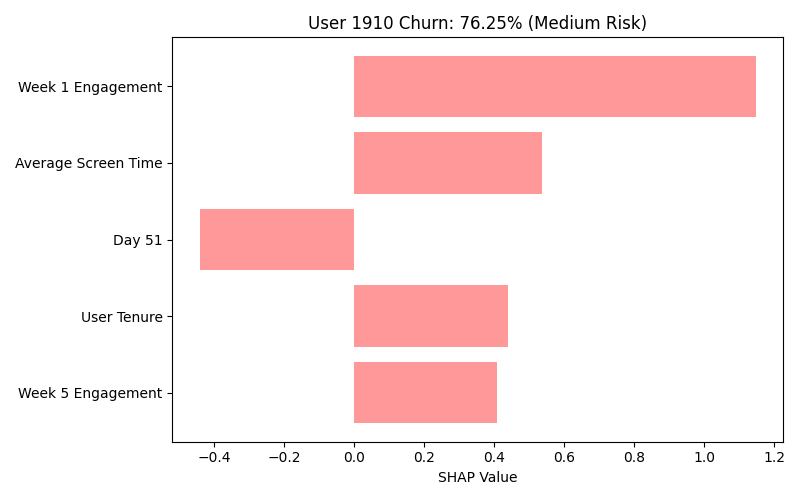 User 1910 Churn: 76.25% (Medium Risk)
Week 1 Engagement
Average Screen Time
Day 51
User Tenure
Week 5 Engagement
−0.4 −0.2 0.0 0.2 0.4 0.6 0.8 1.0 1.2
SHAP Value